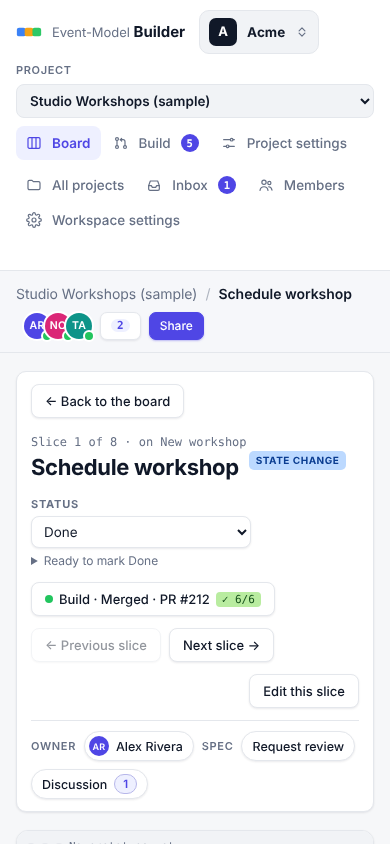 Event-Model Builder
A Acme
PROJECT
Studio Workshops (sample)
Board Build 5 Project settings
All projects Inbox 1 Members
Workspace settings
Studio Workshops (sample) / Schedule workshop
AR NO TA 2 Share
← Back to the board
Slice 1 of 8 · on New workshop
Schedule workshop STATE CHANGE
STATUS
Done
▶ Ready to mark Done
Build · Merged · PR #212 ✓ 6/6
← Previous slice Next slice →
Edit this slice
OWNER AR Alex Rivera SPEC Request review
Discussion 1